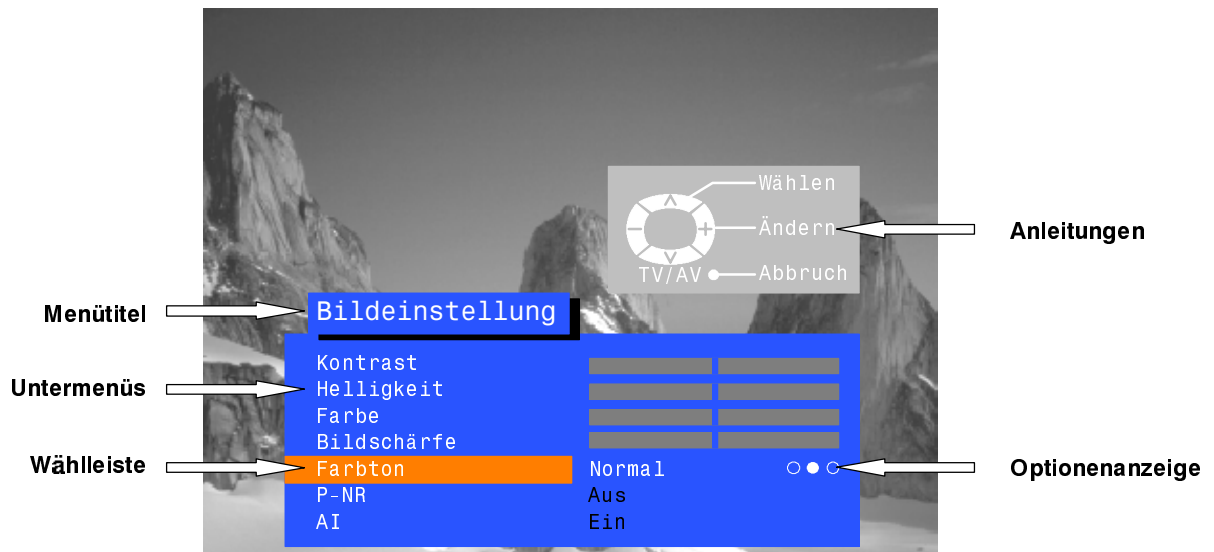 Wählen
Ändern
Anleitungen
TV/AV Abbruch
Menütitel
Bildeinstellung
Kontrast
Untermenüs
Helligkeit
Farbe
Bildschärfe
Wählleiste
Farbton Normal
Optionenanzeige
P-NR Aus
AI Ein